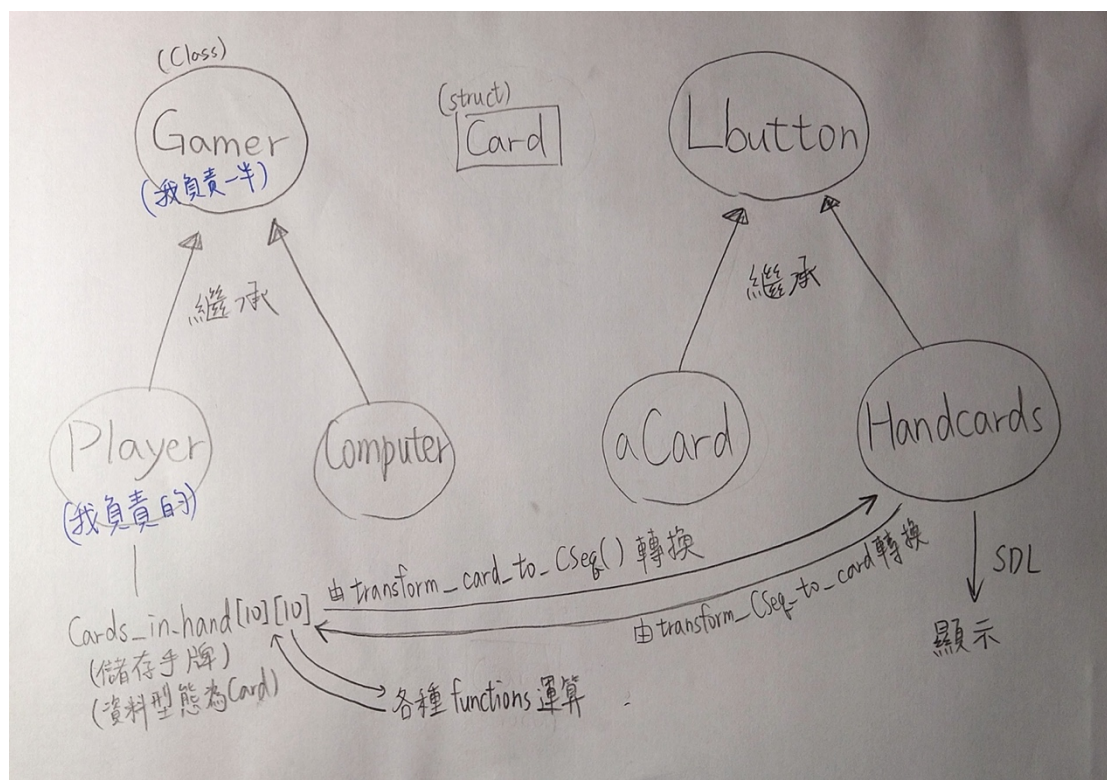 (Class)
Gamer
(我負責一半)
(struct)
Card
Lbutton
繼承
繼承
Player
(我負責的)
Computer
aCard
Handcards
由transform_card_to_CSeq()轉換
由transform_CSeq_to_card轉換
SDL
顯示
Cards_in_hand[10][10]
(儲存手牌)
(資料型態為Card)
各種functions運算